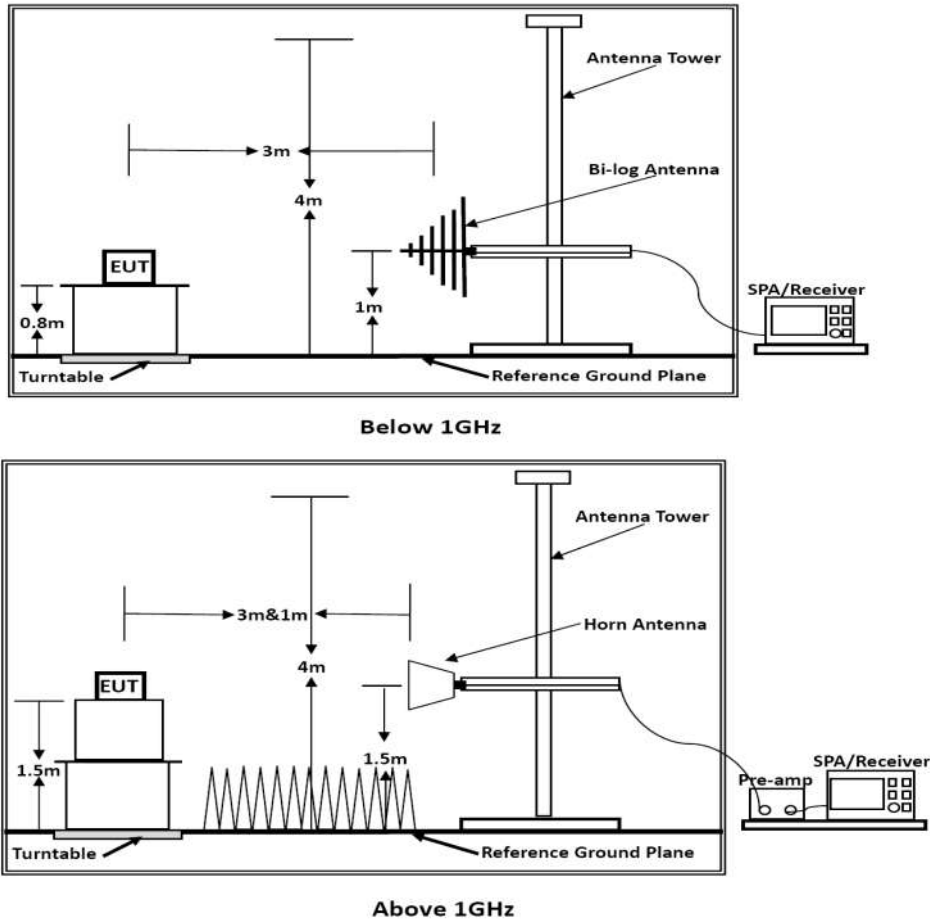 Antenna Tower
3m
Bi-log Antenna
4m
EUT
1m
0.8m
SPA/Receiver
Turntable
Reference Ground Plane
Below 1GHz
Antenna Tower
3m&1m
Horn Antenna
4m
EUT
1.5m
1.5m
Pre-amp
SPA/Receiver
Turntable
Reference Ground Plane
Above 1GHz